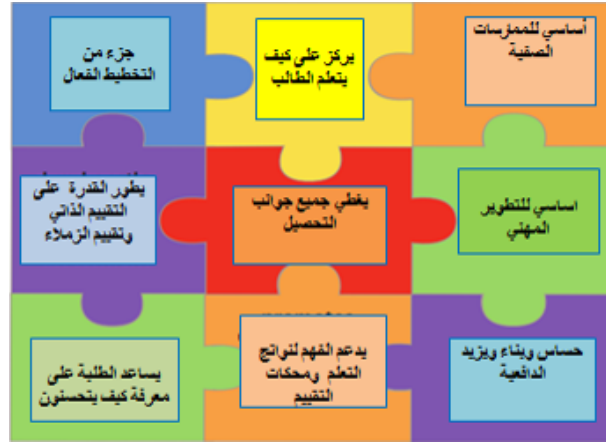 أساسي للممارسات
الصفية
يركز على كيف
يتعلم الطالب
جزء من
التخطيط الفعال
اساسي للتطوير
المهني
يغطي جميع جوانب
التحصيل
يطور القدرة على
التقييم الذاتي
وتقييم الزملاء
حساس وبناء ويزيد
الدافعية
يدعم الفهم لنواتج
التعلم ومحكات
التقييم
يساعد الطلبة على
معرفة كيف يتحسنون